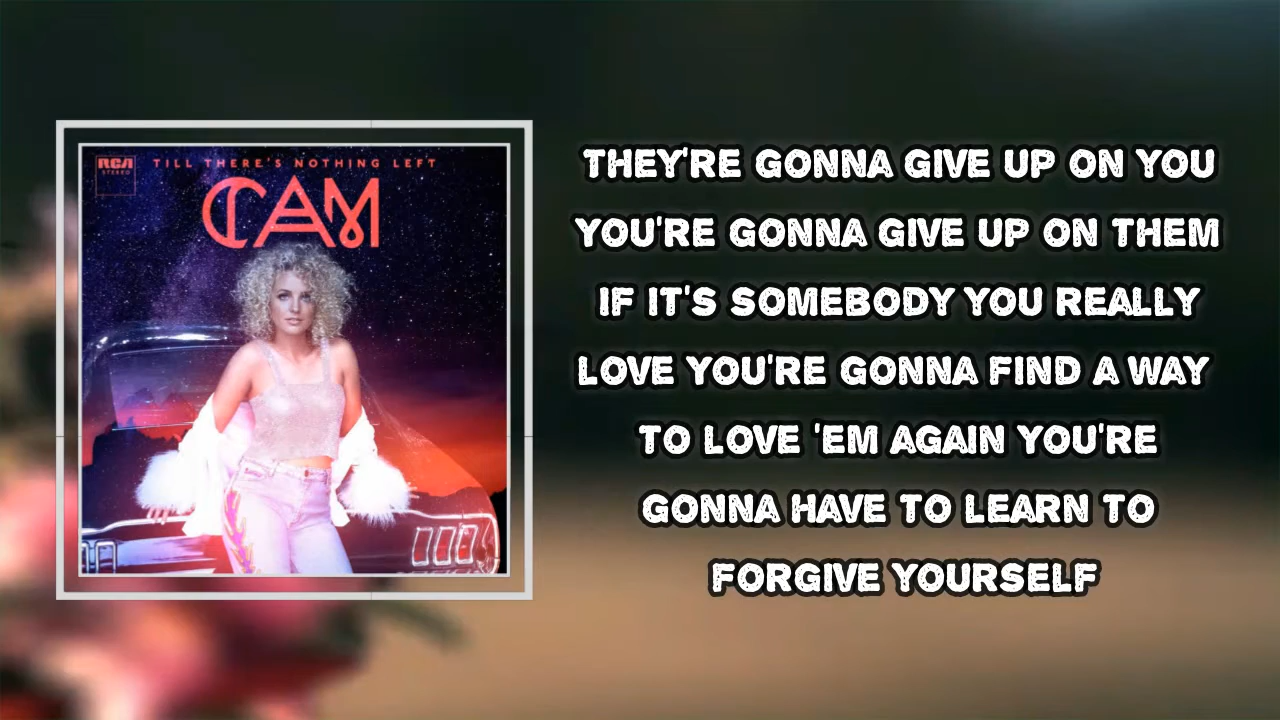 RCA
STEREO
TILL THERE'S NOTHING LEFT
CAM
THEY'RE GONNA GIVE UP ON YOU
YOU'RE GONNA GIVE UP ON THEM
IF IT'S SOMEBODY YOU REALLY
LOVE YOU'RE GONNA FIND A WAY
TO LOVE 'EM AGAIN YOU'RE
GONNA HAVE TO LEARN TO
FORGIVE YOURSELF